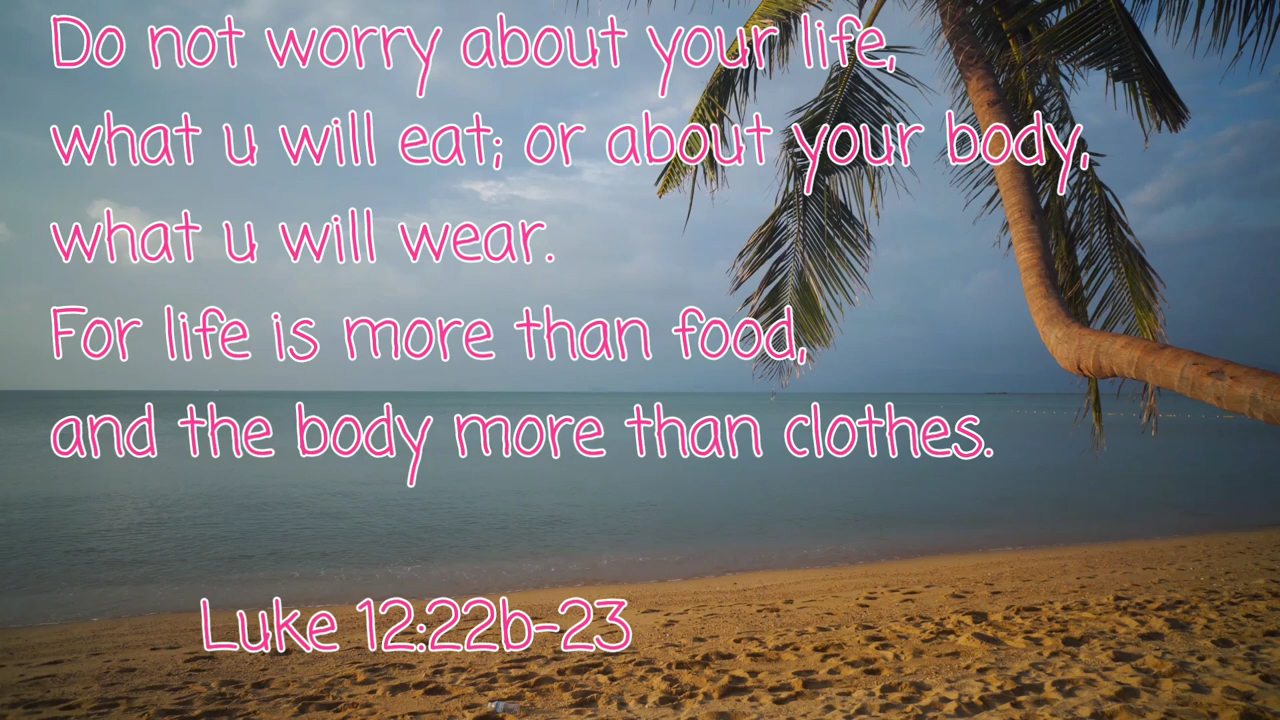 Do not worry about your life,
what u will eat; or about your body,
what u will wear.
For life is more than food,
and the body more than clothes.
Luke 12:22b-23